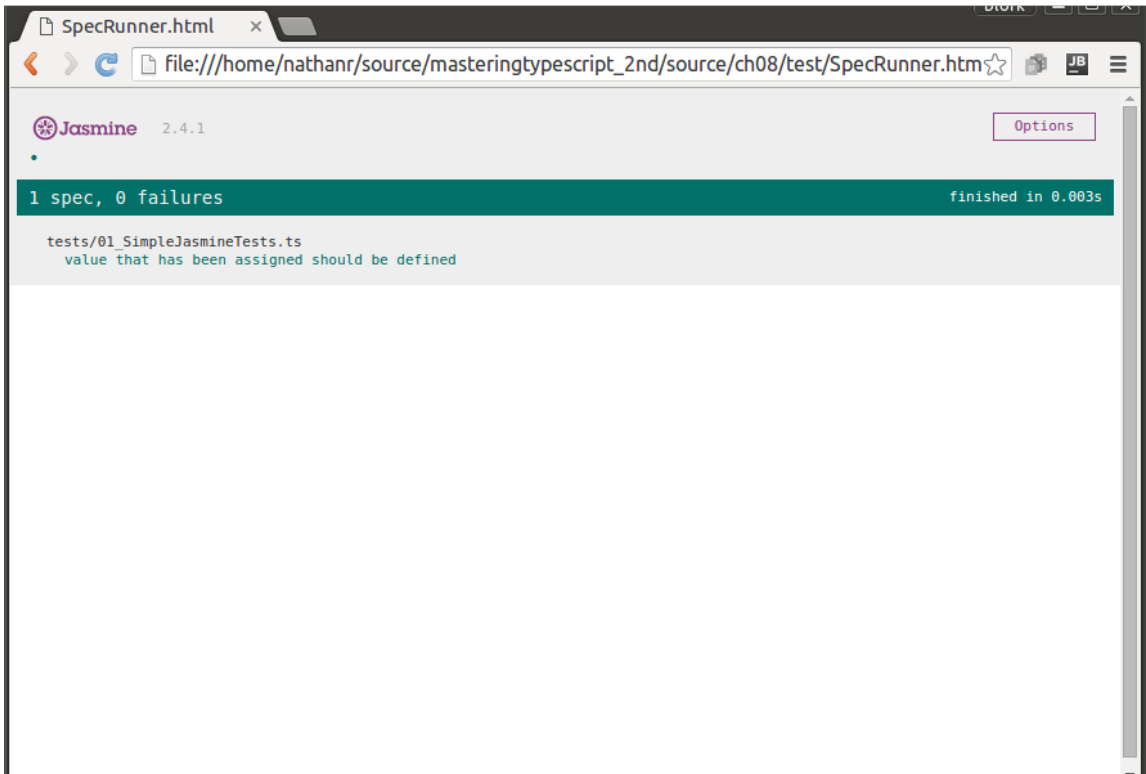 SpecRunner.html
file:///home/nathanr/source/masteringtypescript_2nd/source/ch08/test/SpecRunner.htm
JB
Jasmine 2.4.1
Options
1 spec, 0 failures
finished in 0.003s
tests/01_SimpleJasmineTests.ts
value that has been assigned should be defined